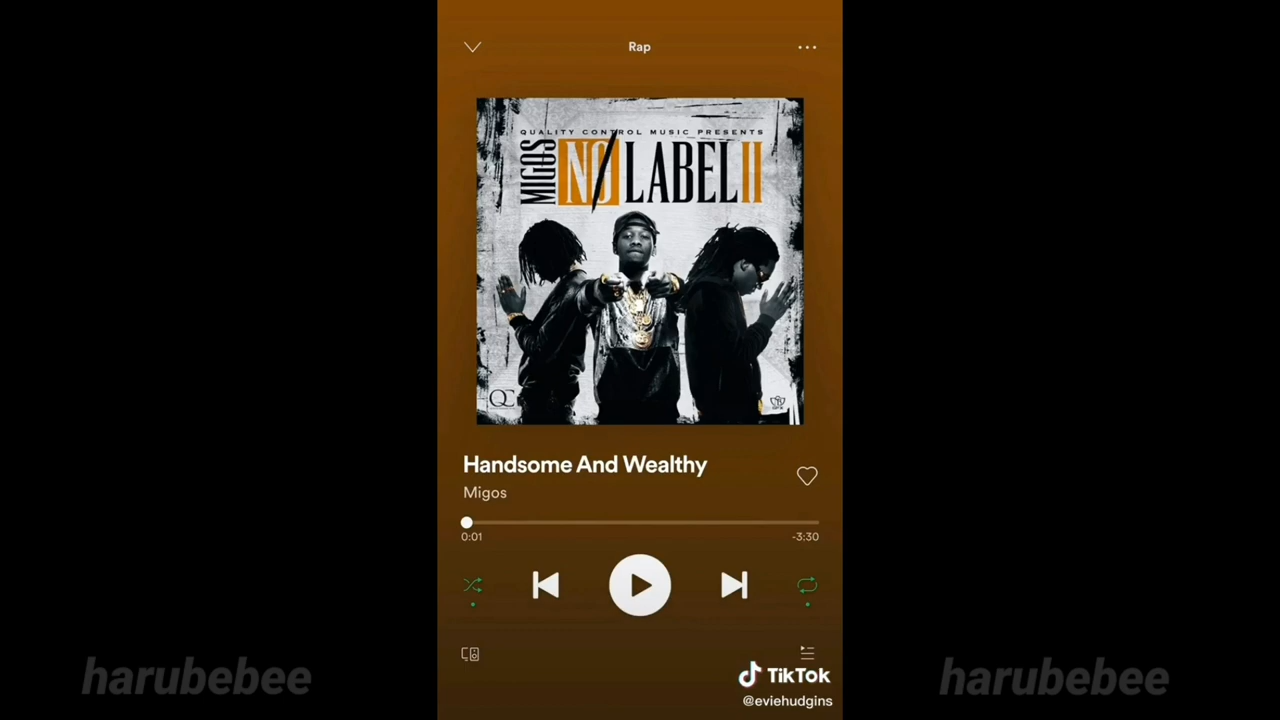 Rap
QUALITY CONTROL MUSIC PRESENTS
MIGOS
NO LABEL II
QC
Handsome And Wealthy
Migos
0:01
-3:30
TikTok
@eviehudgins
harubebee
harubebee